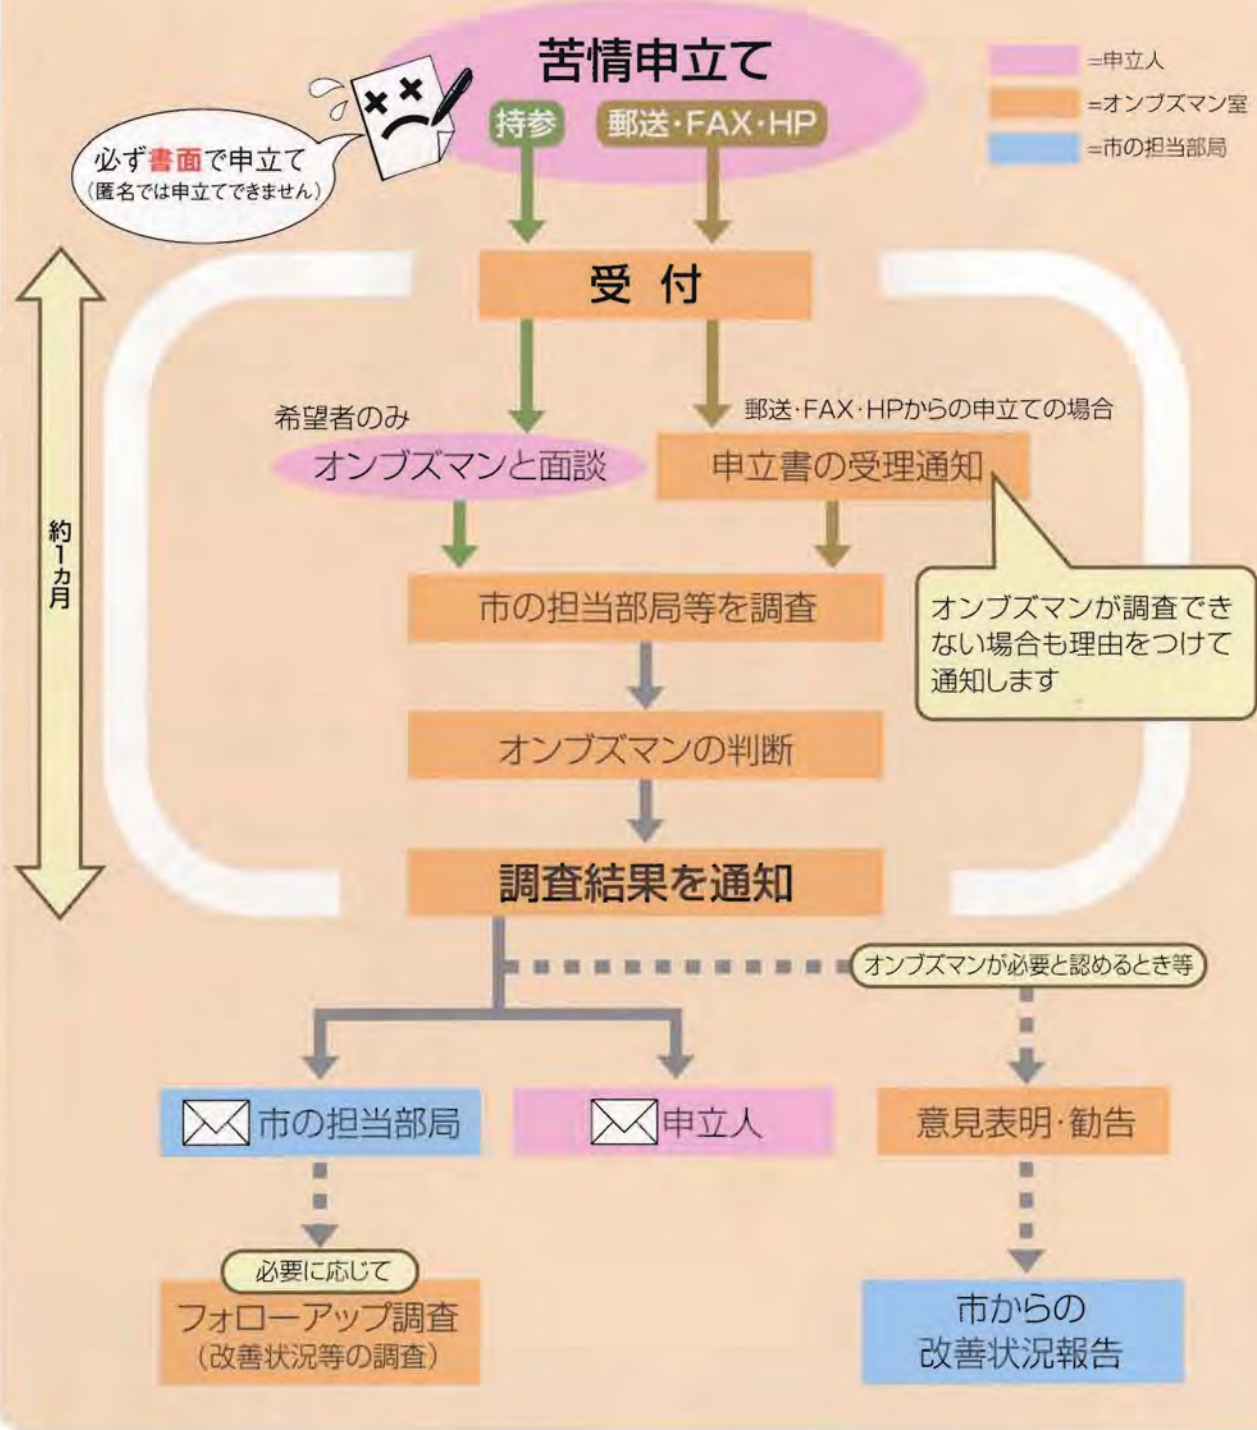 苦情申立て
=申立人
=オンブズマン室
=市の担当部局
持参
郵送・FAX・HP
必ず書面で申立て
(匿名では申立てできません)
受付
約1ヵ月
希望者のみ
オンブズマンと面談
郵送・FAX・HPからの申立ての場合
申立書の受理通知
市の担当部局等を調査
オンブズマンが調査でき
ない場合も理由をつけて
通知します
オンブズマンの判断
調査結果を通知
オンブズマンが必要と認めるとき等
市の担当部局
申立人
意見表明・勧告
必要に応じて
フォローアップ調査
(改善状況等の調査)
市からの
改善状況報告